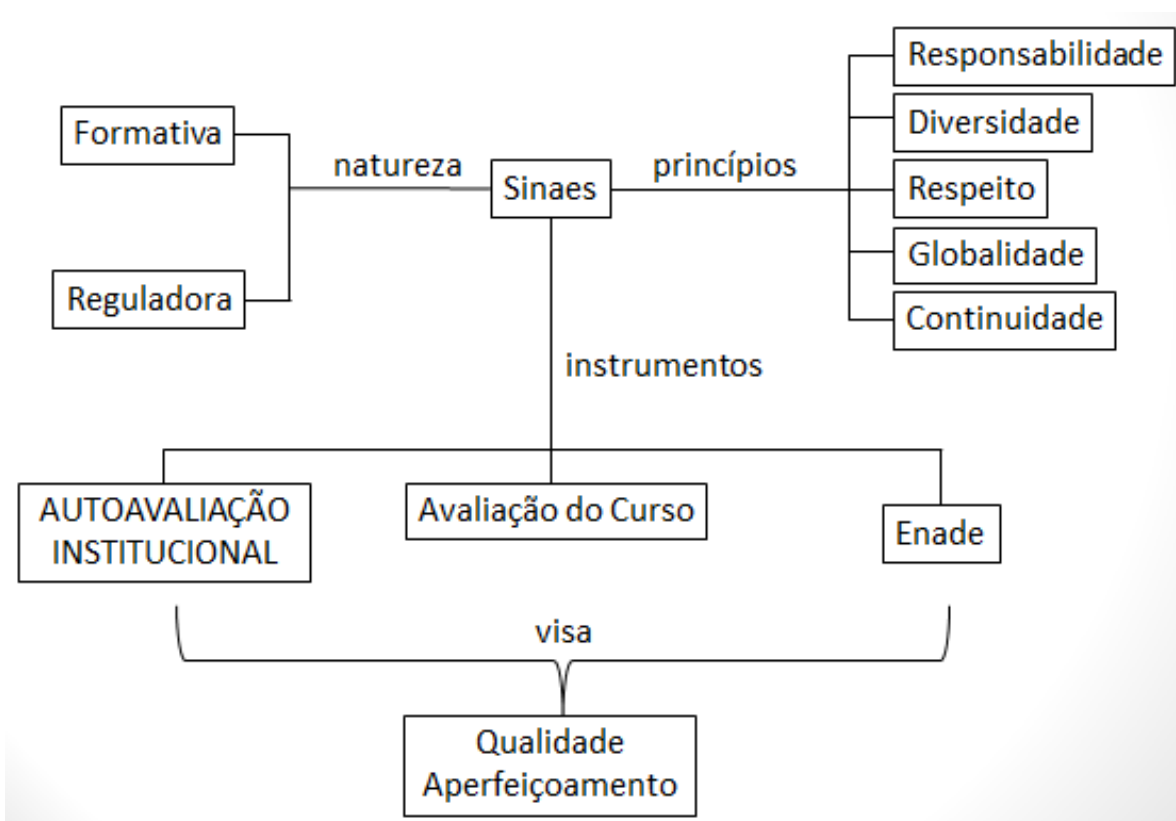 Responsabilidade
Formativa
Diversidade
natureza
Sinaes
princípios
Respeito
Globalidade
Reguladora
Continuidade
instrumentos
AUTOAVALIAÇÃO
INSTITUCIONAL
Avaliação do Curso
Enade
visa
Qualidade
Aperfeiçoamento